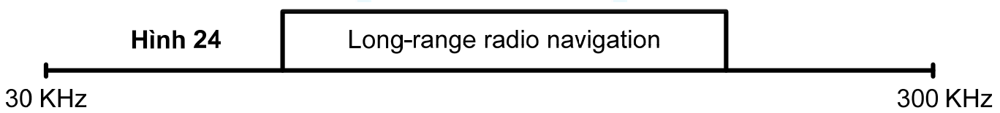 Hình 24
Long-range radio navigation
30 KHz
300 KHz